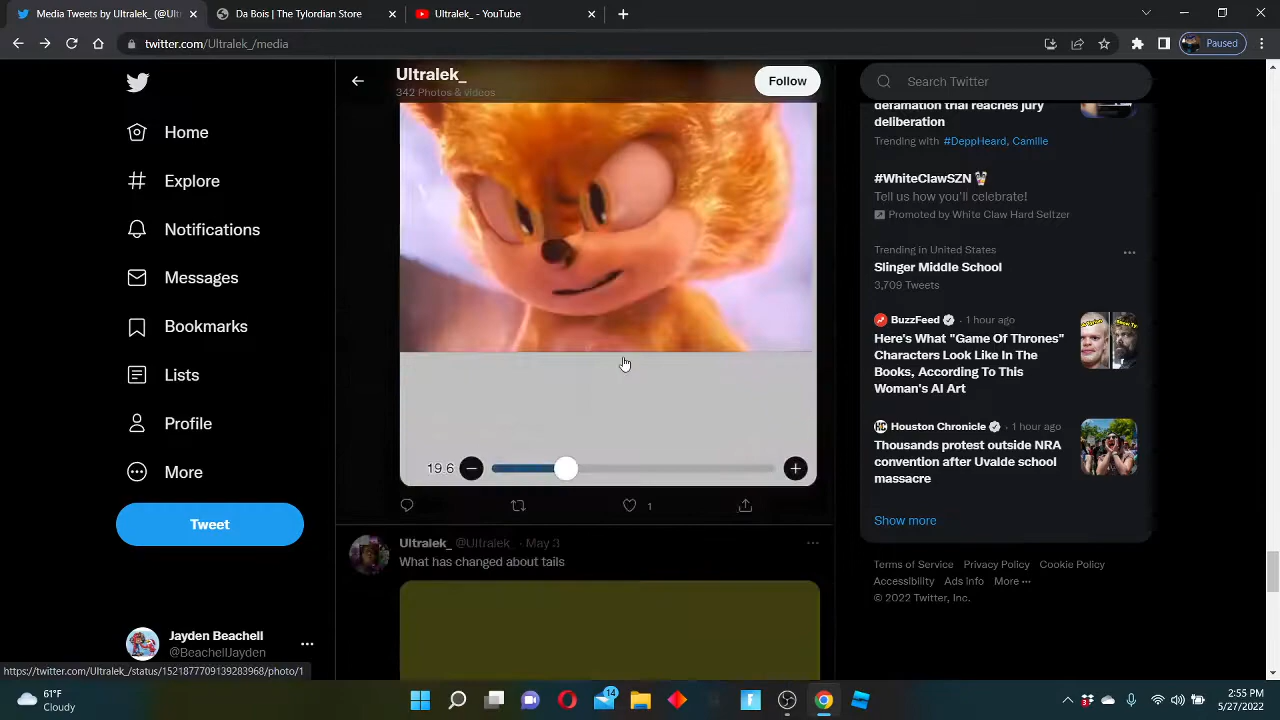 Media Tweets by Ultralek_ (@Ult
Da Bois | The Tylordian Store
Ultralek_ - YouTube
twitter.com/Ultralek_/media
Paused
Ultralek_
342 Photos & videos
Follow
Search Twitter
Home
Explore
Notifications
Messages
Bookmarks
Lists
Profile
More
Tweet
Jayden Beachell
@BeachellJayden
19.6
1
Ultralek_ @Ultralek_ · May 3
What has changed about tails
defamation trial reaches jury
deliberation
Trending with #DeppHeard, Camille
#WhiteClawSZN
Tell us how you'll celebrate!
Promoted by White Claw Hard Seltzer
Trending in United States
Slinger Middle School
3,709 Tweets
BuzzFeed · 1 hour ago
Here's What "Game Of Thrones"
Characters Look Like In The
Books, According To This
Woman's AI Art
Houston Chronicle · 1 hour ago
Thousands protest outside NRA
convention after Uvalde school
massacre
Show more
Terms of Service Privacy Policy Cookie Policy
Accessibility Ads info More ···
© 2022 Twitter, Inc.
https://twitter.com/Ultralek_/status/1521877709139283968/photo/1
61°F
Cloudy
14
2:55 PM
5/27/2022